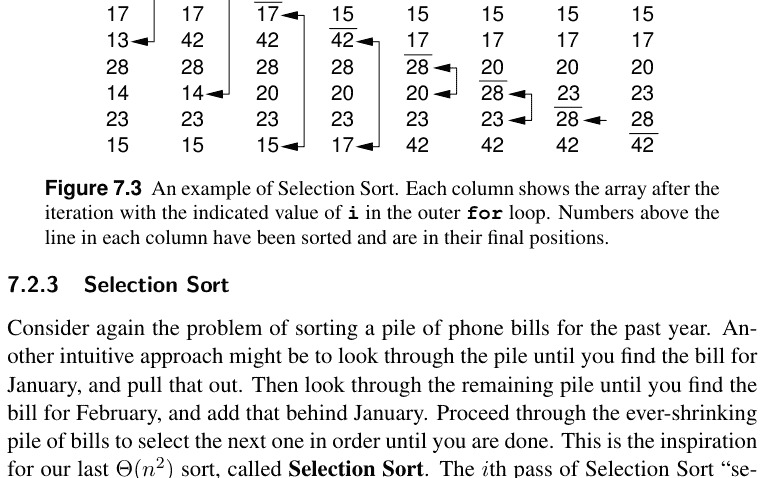 17 17 17 15 15 15 15 15
13 42 42 42 17 17 17 17
28 28 28 28 28 20 20 20
14 14 20 20 20 28 23 23
23 23 23 23 23 23 28 28
15 15 15 17 42 42 42 42
Figure 7.3 An example of Selection Sort. Each column shows the array after the
iteration with the indicated value of i in the outer for loop. Numbers above the
line in each column have been sorted and are in their final positions.
7.2.3 Selection Sort
Consider again the problem of sorting a pile of phone bills for the past year. An-
other intuitive approach might be to look through the pile until you find the bill for
January, and pull that out. Then look through the remaining pile until you find the
bill for February, and add that behind January. Proceed through the ever-shrinking
pile of bills to select the next one in order until you are done. This is the inspiration
for our last Θ(n²) sort, called Selection Sort. The ith pass of Selection Sort “se-